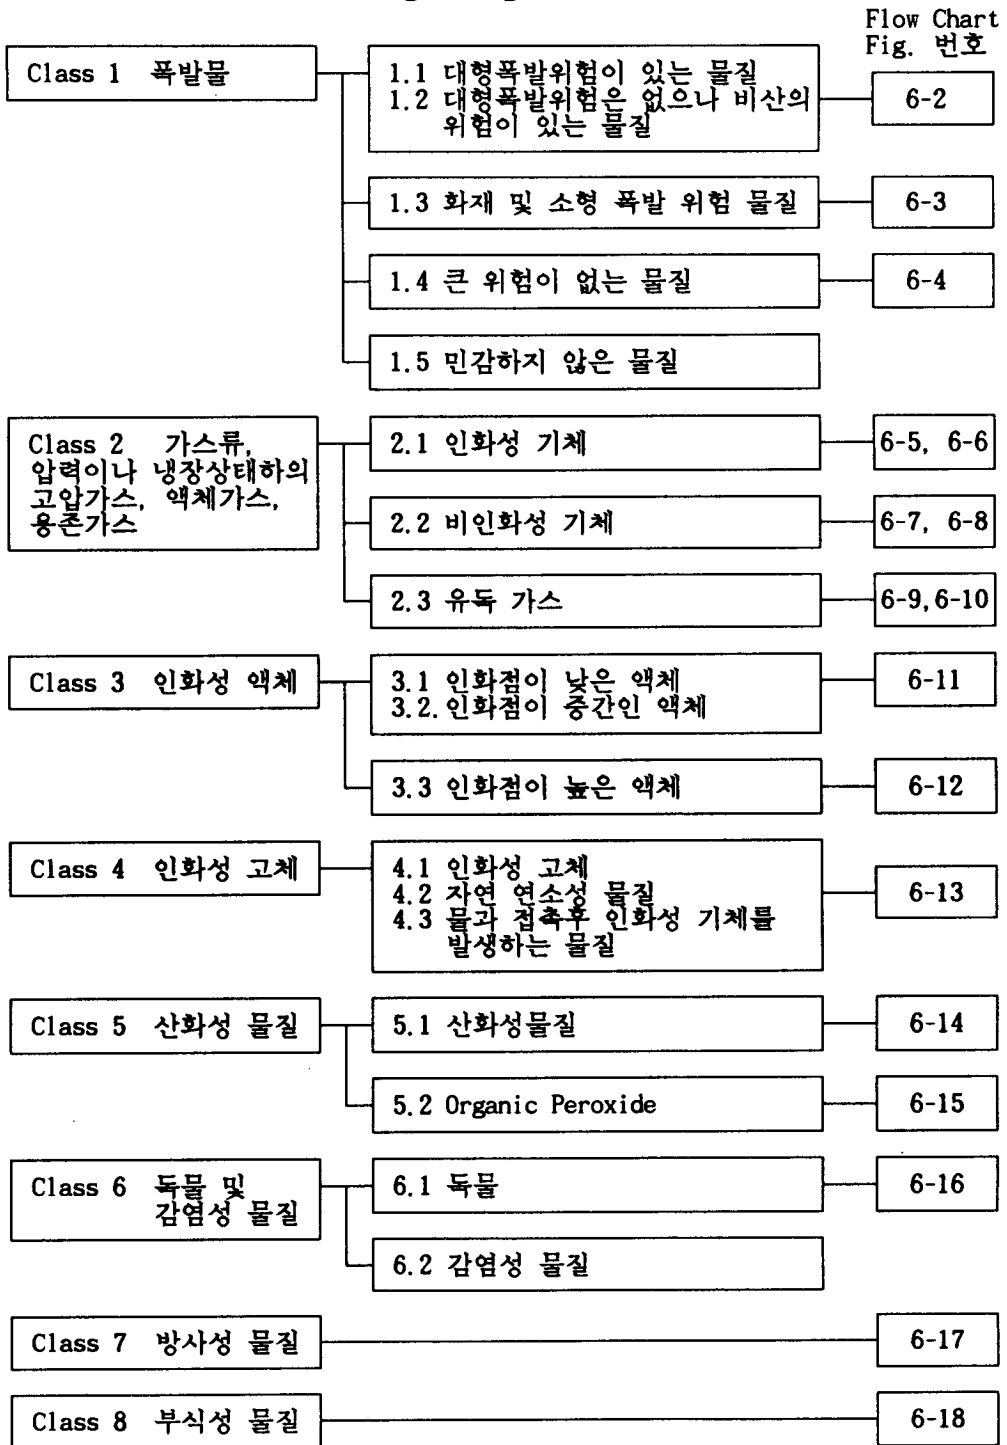 Flow Chart
Fig. 번호
Class 1 폭발물
1.1 대형폭발위험이 있는 물질
1.2 대형폭발위험은 없으나 비산의
위험이 있는 물질
6-2
1.3 화재 및 소형 폭발 위험 물질
6-3
1.4 큰 위험이 없는 물질
6-4
1.5 민감하지 않은 물질
Class 2 가스류,
압력이나 냉장상태하의
고압가스, 액체가스,
용존가스
2.1 인화성 기체
6-5, 6-6
2.2 비인화성 기체
6-7, 6-8
2.3 유독 가스
6-9,6-10
Class 3 인화성 액체
3.1 인화점이 낮은 액체
3.2.인화점이 중간인 액체
6-11
3.3 인화점이 높은 액체
6-12
Class 4 인화성 고체
4.1 인화성 고체
4.2 자연 연소성 물질
4.3 물과 접촉후 인화성 기체를
발생하는 물질
6-13
Class 5 산화성 물질
5.1 산화성물질
6-14
5.2 Organic Peroxide
6-15
Class 6 독물 및
감염성 물질
6.1 독물
6-16
6.2 감염성 물질
Class 7 방사성 물질
6-17
Class 8 부식성 물질
6-18